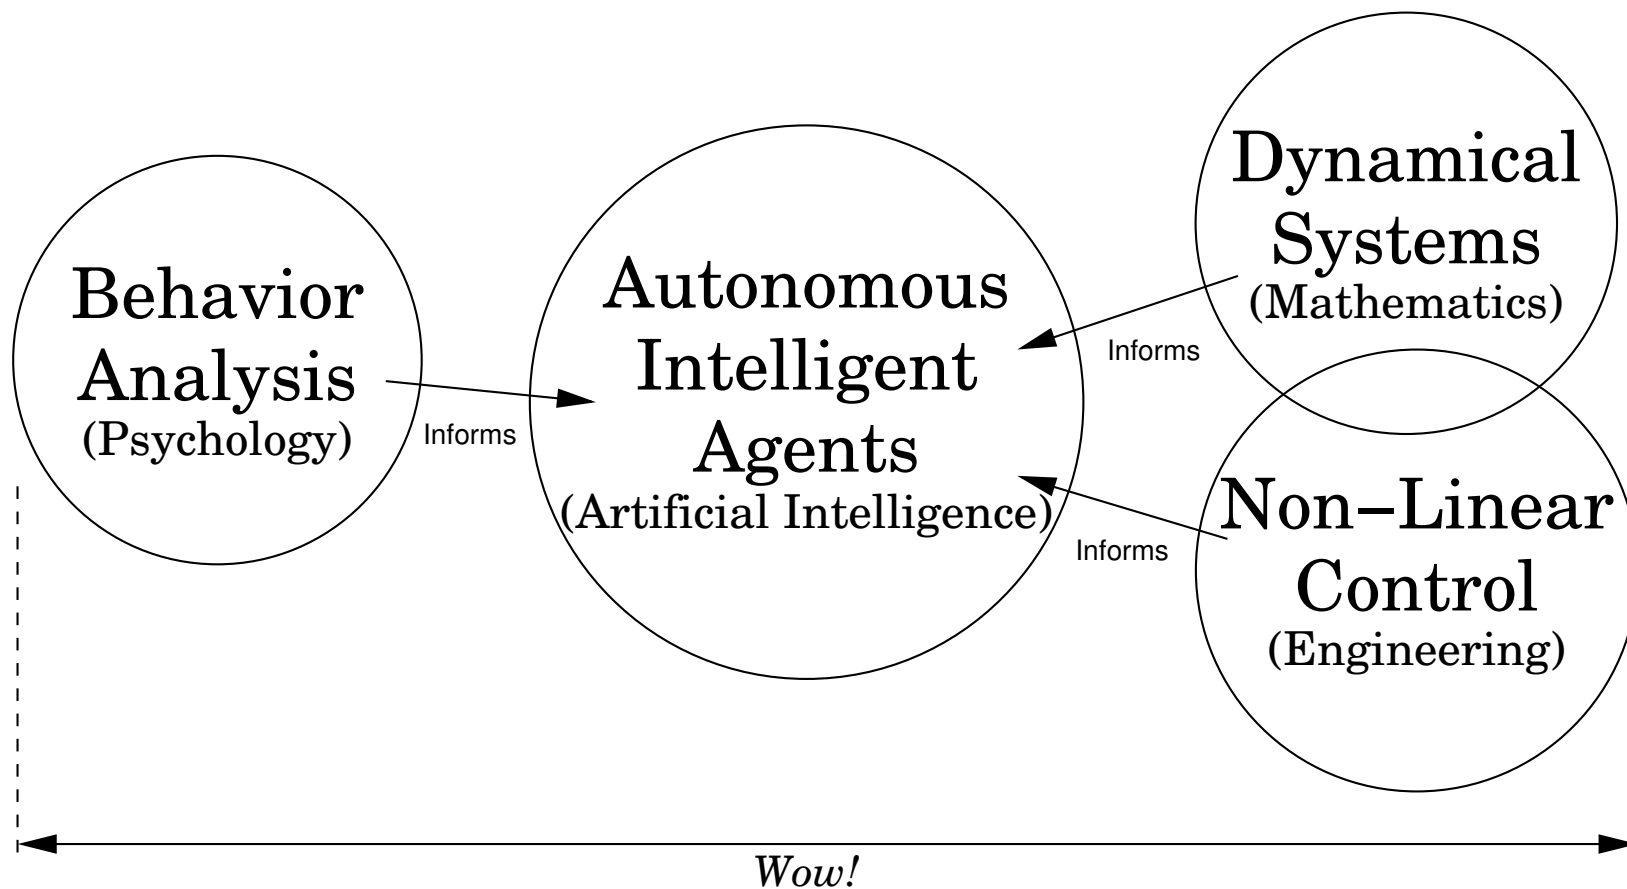 Behavior
Analysis
(Psychology)
Informs
Autonomous
Intelligent
Agents
(Artificial Intelligence)
Dynamical
Systems
(Mathematics)
Informs
Non–Linear
Control
(Engineering)
Informs
Wow!